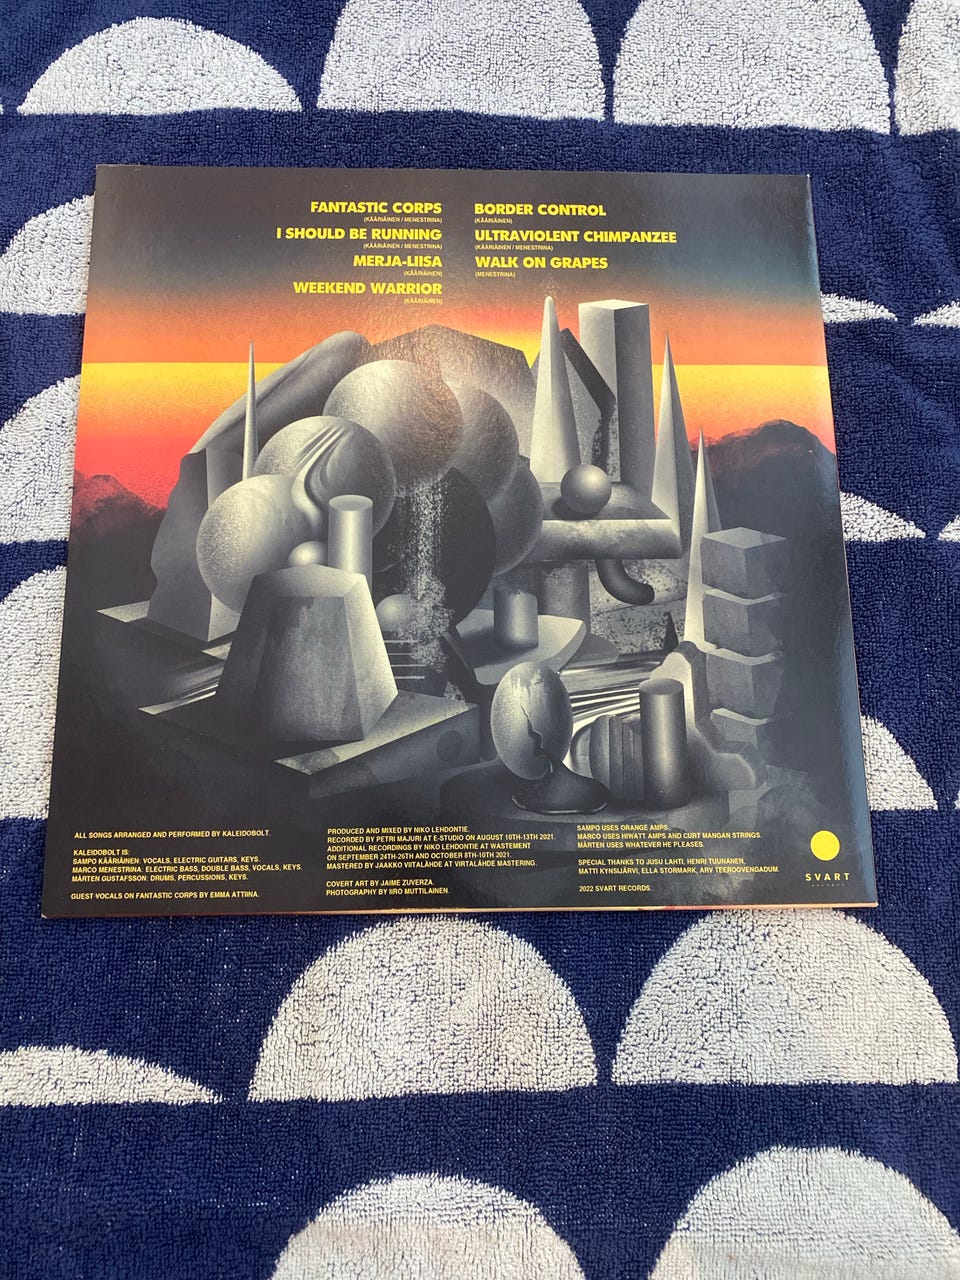 FANTASTIC CORPS
(KÄÄRIÄINEN / MENESTRINA)
I SHOULD BE RUNNING
(KÄÄRIÄINEN / MENESTRINA)
MERJA-LIISA
(KÄÄRIÄINEN)
WEEKEND WARRIOR
(KÄÄRIÄINEN)
BORDER CONTROL
(KÄÄRIÄINEN)
ULTRAVIOLENT CHIMPANZEE
(KÄÄRIÄINEN / MENESTRINA)
WALK ON GRAPES
(MENESTRINA)
ALL SONGS ARRANGED AND PERFORMED BY KALEIDOBOLT.
KALEIDOBOLT IS:
SAMPO KÄÄRIÄINEN: VOCALS, ELECTRIC GUITARS, KEYS.
MARCO MENESTRINA: ELECTRIC BASS, DOUBLE BASS, VOCALS, KEYS.
MÅRTEN GUSTAFSSON: DRUMS, PERCUSSIONS, KEYS.
GUEST VOCALS ON FANTASTIC CORPS BY EMMA ATTIINA.
PRODUCED AND MIXED BY NIKO LEHDONTIE.
RECORDED BY PETRI MAJURI AT E-STUDIO ON AUGUST 10TH-13TH 2021.
ADDITIONAL RECORDINGS BY NIKO LEHDONTIE AT WASTEMENT
ON SEPTEMBER 24TH-26TH AND OCTOBER 8TH-10TH 2021.
MASTERED BY JAAKKO VIITALÄHDE AT VIRTALÄHDE MASTERING.
COVERT ART BY JAIME ZUVERZA.
PHOTOGRAPHY BY IIRO MUTTILAINEN.
SAMPO USES ORANGE AMPS.
MARCO USES HIWATT AMPS AND CURT MANGAN STRINGS.
MÅRTEN USES WHATEVER HE PLEASES.
SPECIAL THANKS TO JUSU LAHTI, HENRI TUUNANEN,
MATTI KYNSIJÄRVI, ELLA STORMARK, ARV TEEROOVENGADUM.
2022 SVART RECORDS.
SVART
RECORDS